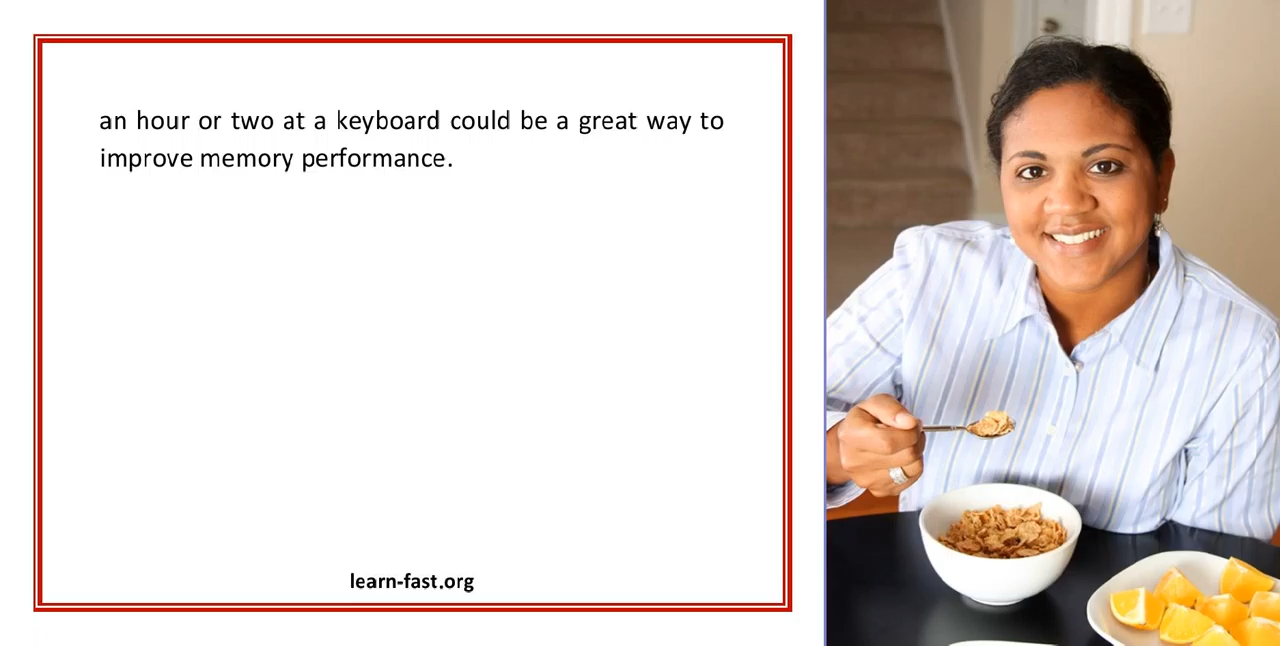 an hour or two at a keyboard could be a great way to
improve memory performance.
learn-fast.org